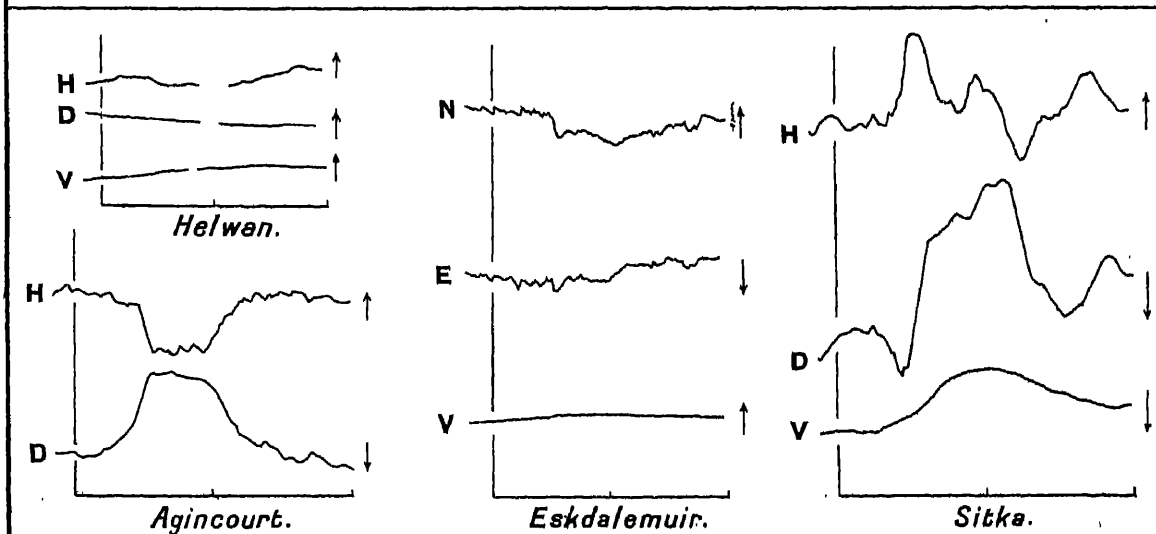 H
D
V
Helwan.
H
D
Agincourt.
N
E
V
Eskdalemuir.
H
D
V
Sitka.